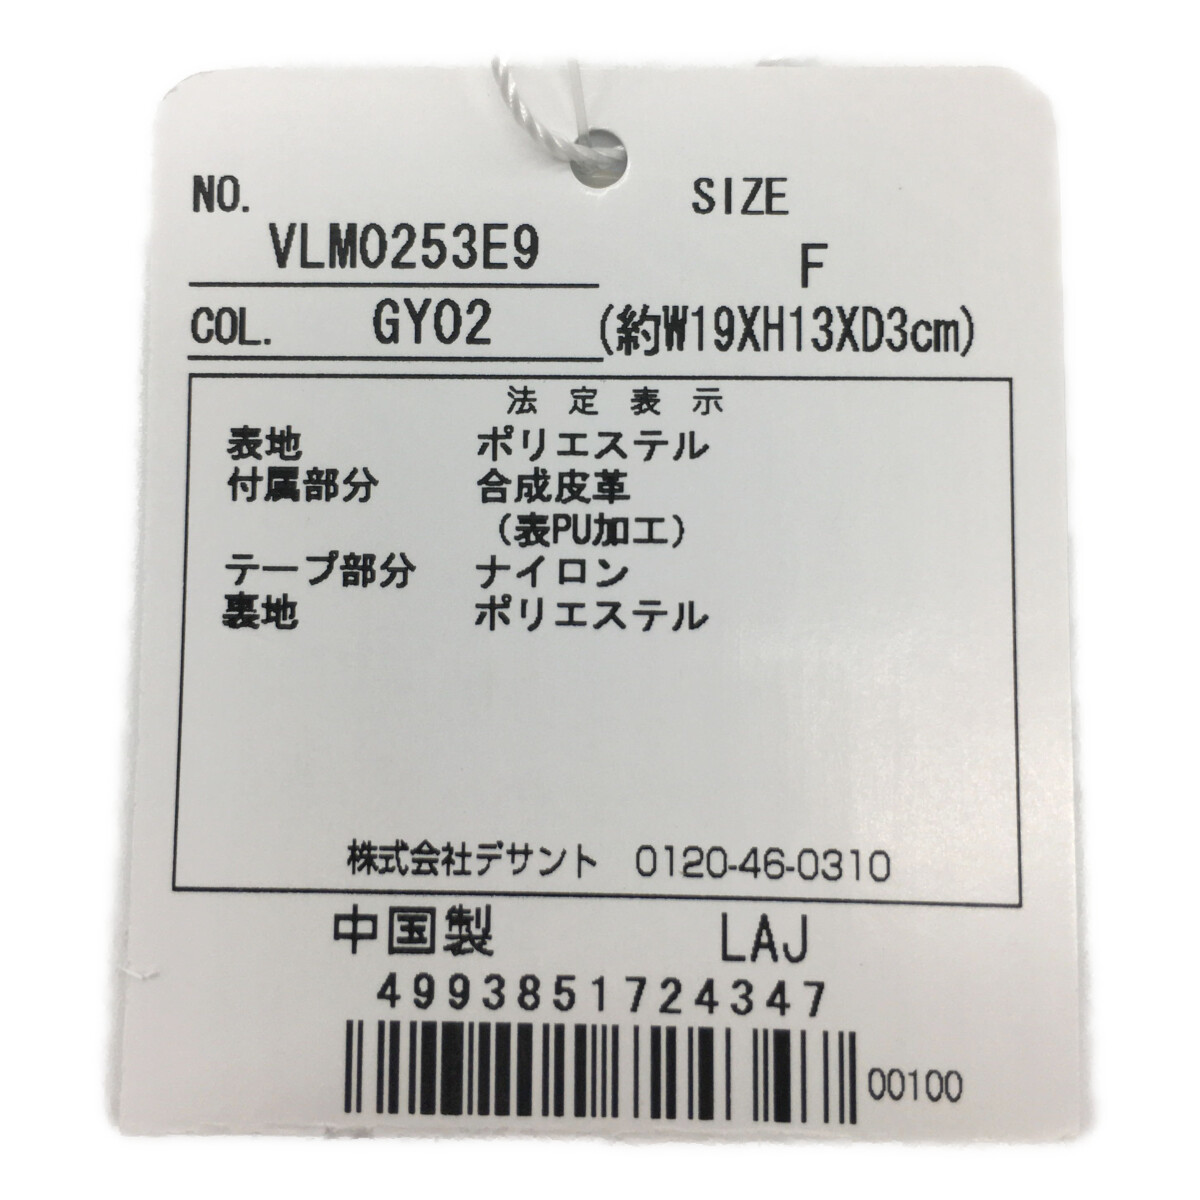 NO. SIZE
VLM0253E9 F
COL. GY02 (約W19XH13XD3cm)
法定表示
表地 ポリエステル
付属部分 合成皮革
(表PU加工)
テープ部分 ナイロン
裏地 ポリエステル
株式会社デサント 0120-46-0310
中国製 LAJ
4993851724347
00100